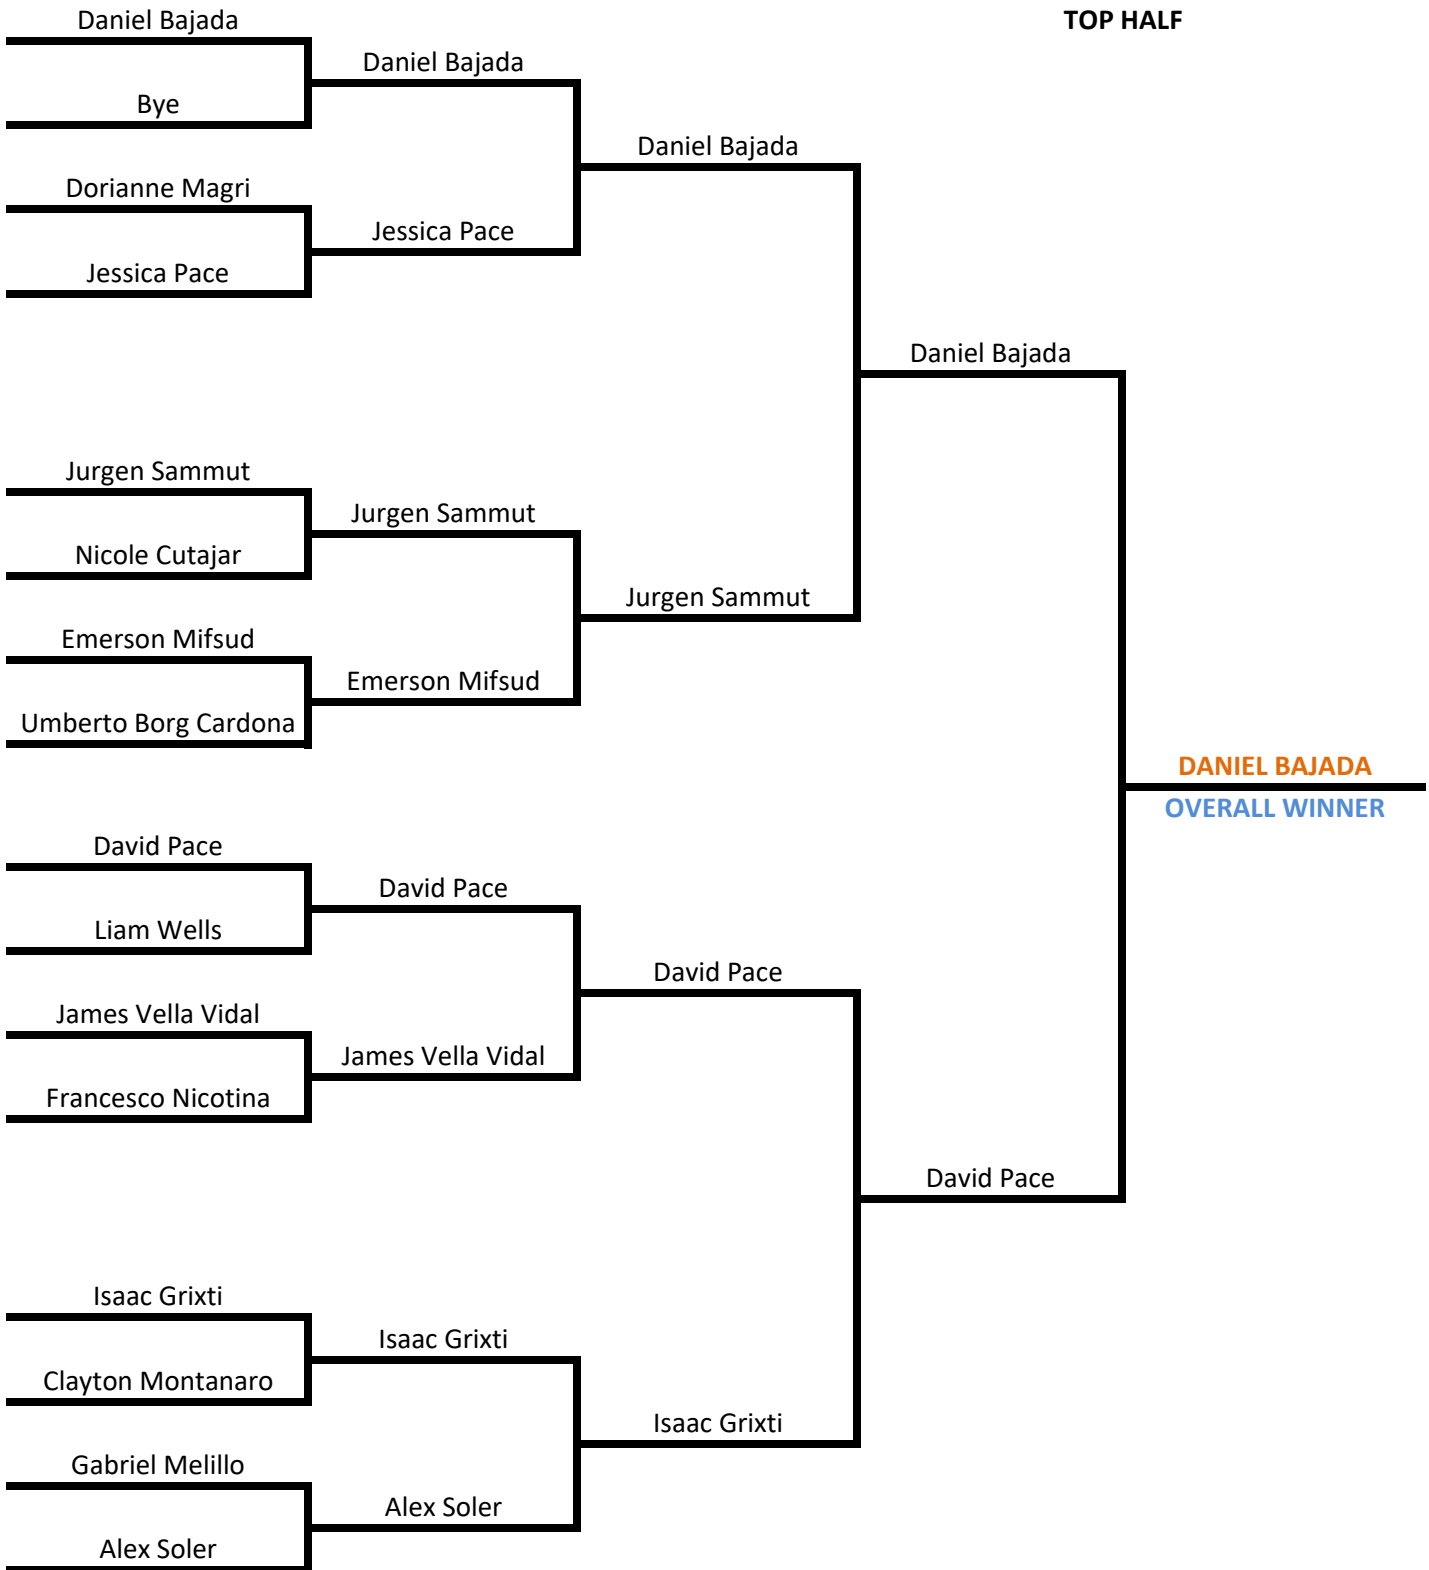 Daniel Bajada
TOP HALF
Daniel Bajada
Bye
Daniel Bajada
Dorianne Magri
Jessica Pace
Jessica Pace
Daniel Bajada
Jurgen Sammut
Jurgen Sammut
Nicole Cutajar
Jurgen Sammut
Emerson Mifsud
Emerson Mifsud
Umberto Borg Cardona
DANIEL BAJADA
OVERALL WINNER
David Pace
David Pace
Liam Wells
David Pace
James Vella Vidal
James Vella Vidal
Francesco Nicotina
David Pace
Isaac Grixti
Isaac Grixti
Clayton Montanaro
Isaac Grixti
Gabriel Melillo
Alex Soler
Alex Soler